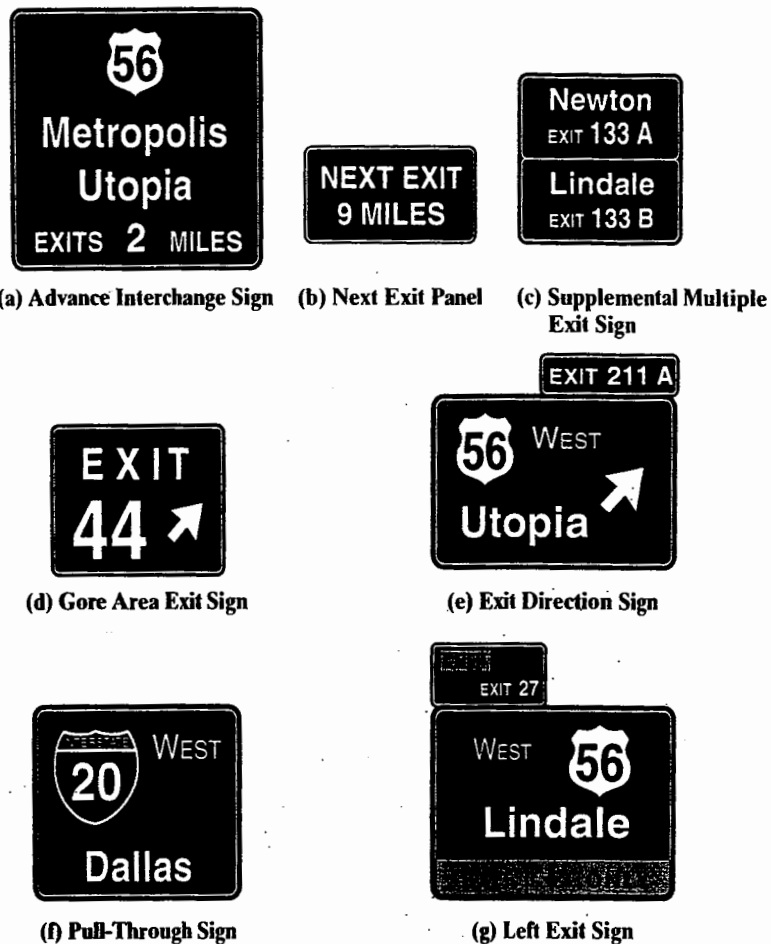 56
Metropolis
Utopia
EXITS 2 MILES
(a) Advance Interchange Sign
NEXT EXIT
9 MILES
(b) Next Exit Panel
Newton
EXIT 133 A
Lindale
EXIT 133 B
(c) Supplemental Multiple
Exit Sign
EXIT
44
(d) Gore Area Exit Sign
EXIT 211 A
56 WEST
Utopia
(e) Exit Direction Sign
INTERSTATE
20 WEST
Dallas
(f) Pull-Through Sign
EXIT 27
WEST 56
Lindale
(g) Left Exit Sign